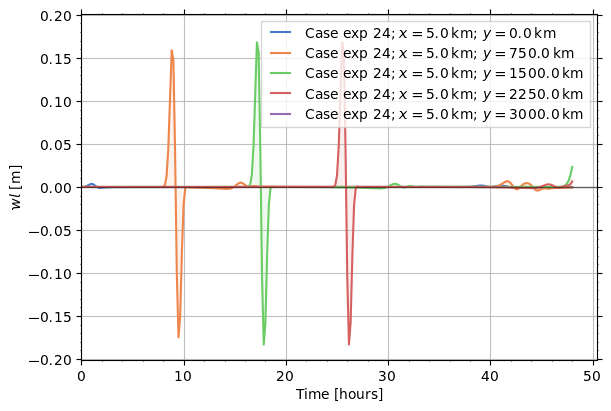 0.20
0.15
0.10
0.05
0.00
−0.05
−0.10
−0.15
−0.20
wl [m]
Case exp 24; x = 5.0 km; y = 0.0 km
Case exp 24; x = 5.0 km; y = 750.0 km
Case exp 24; x = 5.0 km; y = 1500.0 km
Case exp 24; x = 5.0 km; y = 2250.0 km
Case exp 24; x = 5.0 km; y = 3000.0 km
0 10 20 30 40 50
Time [hours]